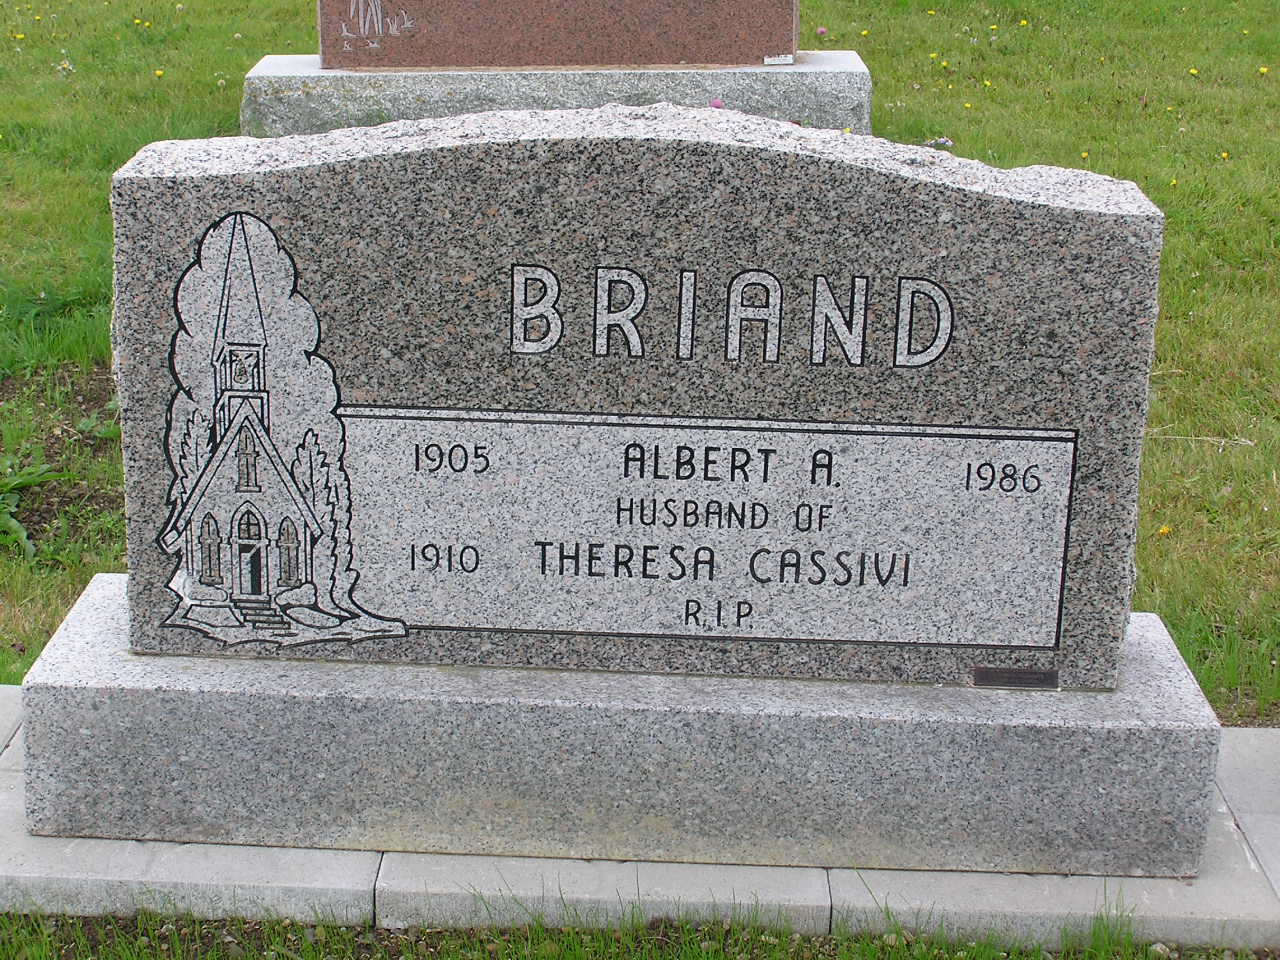 BRIAND
1905 ALBERT A. 1986
HUSBAND OF
1910 THERESA CASSIVI
R.I.P.